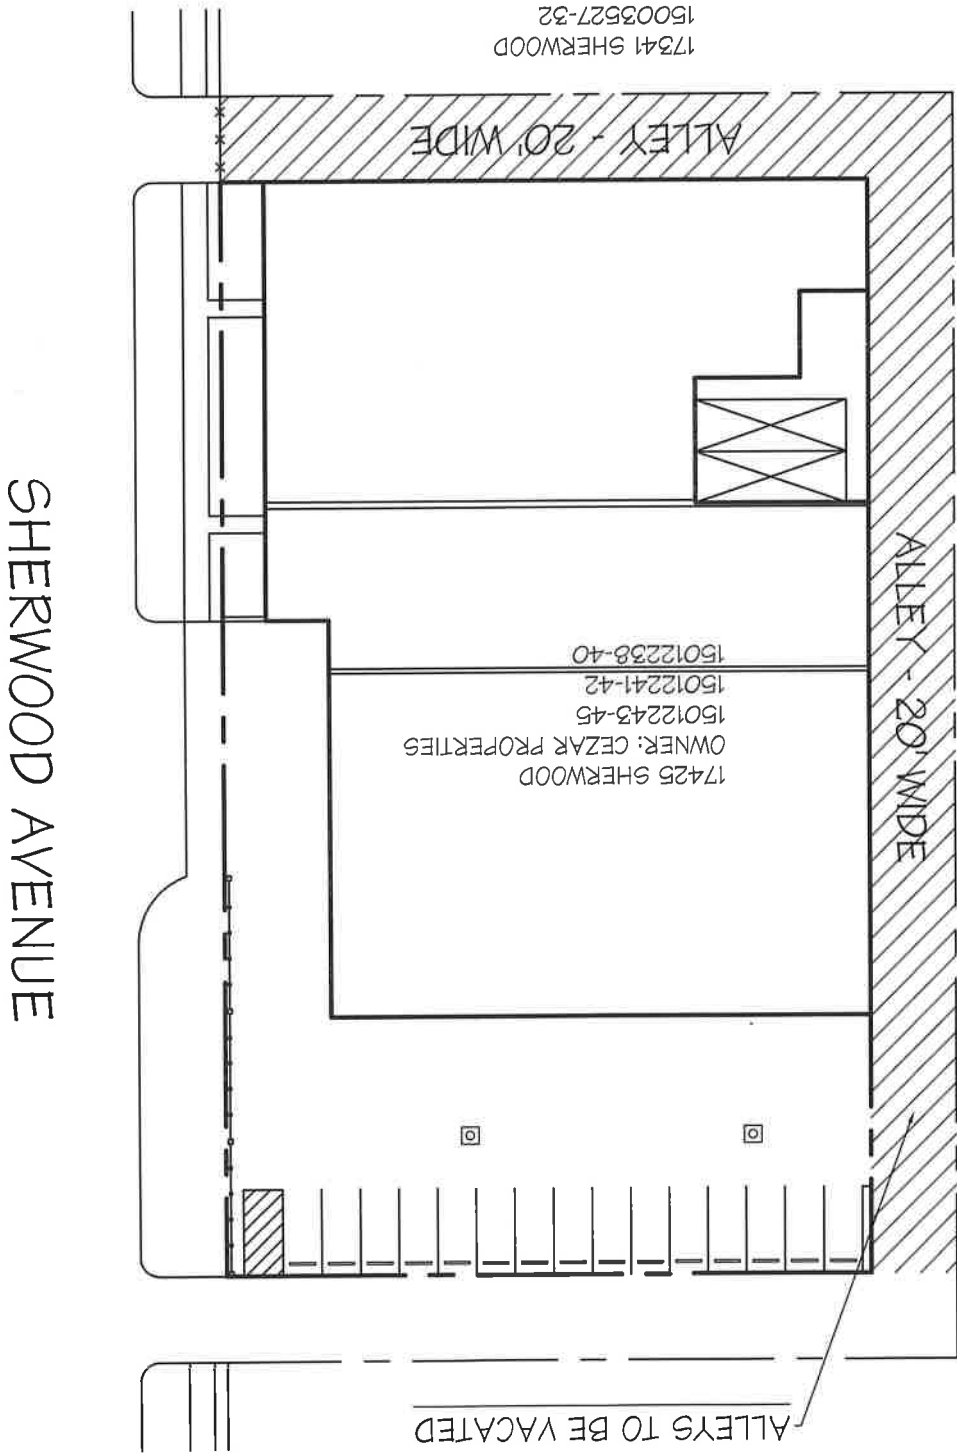 ALLEYS TO BE VACATED
17425 SHERWOOD
OWNER: CEZAR PROPERTIES
15012243-45
15012241-42
15012238-40
ALLEY - 20' WIDE
ALLEY - 20' WIDE
17341 SHERWOOD
15003527-32
SHERWOOD AVENUE